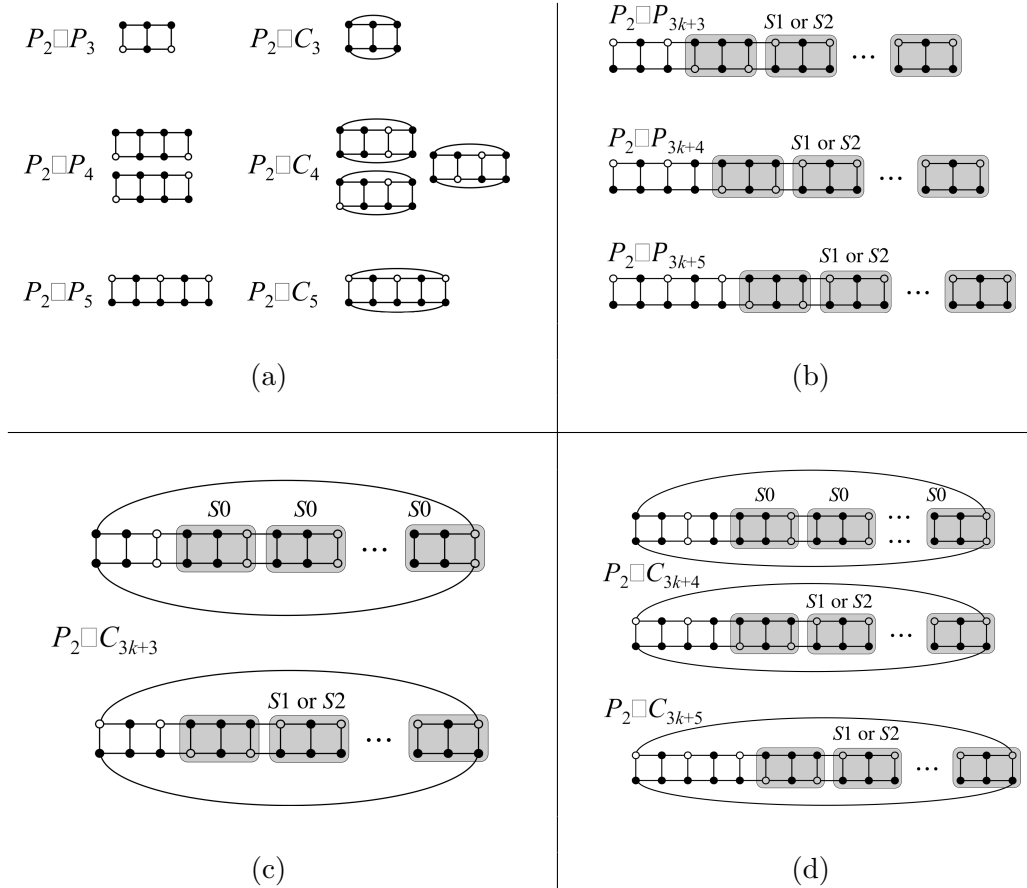 P₂□P₃
P₂□C₃
P₂□P₄
P₂□C₄
P₂□P₅
P₂□C₅
(a)
P₂□P₃ₖ₊₃
S1 or S2
...
P₂□P₃ₖ₊₄
S1 or S2
...
P₂□P₃ₖ₊₅
S1 or S2
...
(b)
S0 S0 S0
...
P₂□C₃ₖ₊₃
S1 or S2
...
(c)
S0 S0 S0
...
...
P₂□C₃ₖ₊₄
S1 or S2
...
P₂□C₃ₖ₊₅
S1 or S2
...
(d)